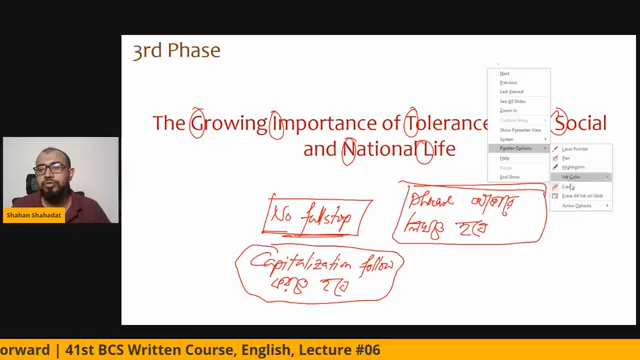 3rd Phase
The Growing Importance of Tolerance Social
and National Life
Next
Previous
Last Viewed
See All Slides
Zoom In
Custom Show
Show Presenter View
Screen
Pointer Options
Help
Pause
End Show
Laser Pointer
Pen
Highlighter
Ink Color
Erase All Ink on Slide
Arrow Options
No fullstop
Phrase আকারে
লিখতে হবে
Capitalization follow
করতে হবে
Shahan Shahadat
orward | 41st BCS Written Course, English, Lecture #06